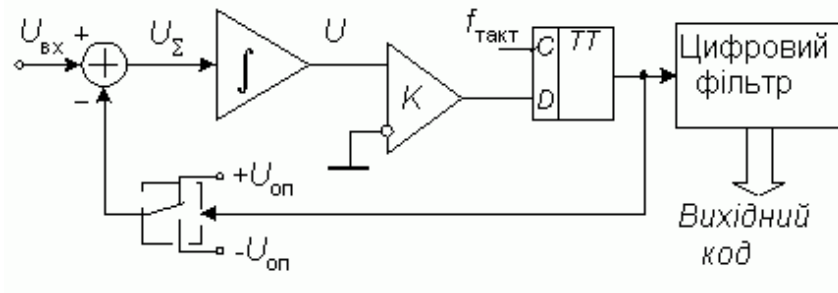 Uвх
+
UΣ
U
fтакт
C
TT
D
K
Цифровий
фільтр
−
+Uоп
-Uоп
Вихідний
код